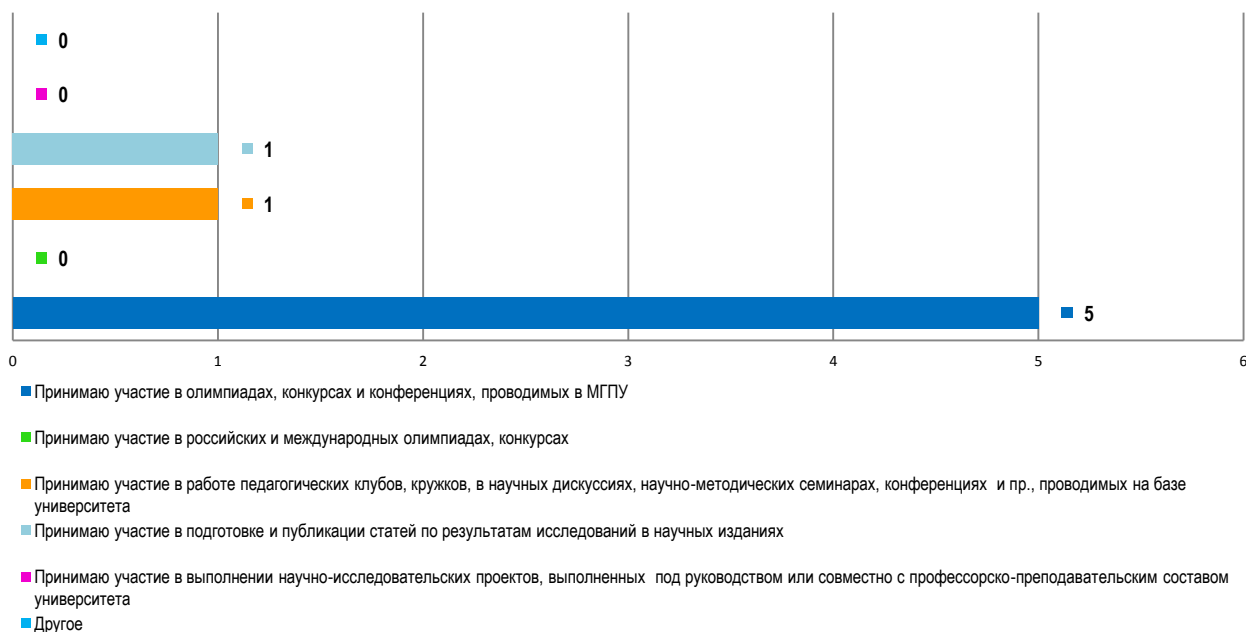 0
0
1
1
0
5
0 1 2 3 4 5 6
Принимаю участие в олимпиадах, конкурсах и конференциях, проводимых в МГПУ
Принимаю участие в российских и международных олимпиадах, конкурсах
Принимаю участие в работе педагогических клубов, кружков, в научных дискуссиях, научно-методических семинарах, конференциях и пр., проводимых на базе
университета
Принимаю участие в подготовке и публикации статей по результатам исследований в научных изданиях
Принимаю участие в выполнении научно-исследовательских проектов, выполненных под руководством или совместно с профессорско-преподавательским составом
университета
Другое